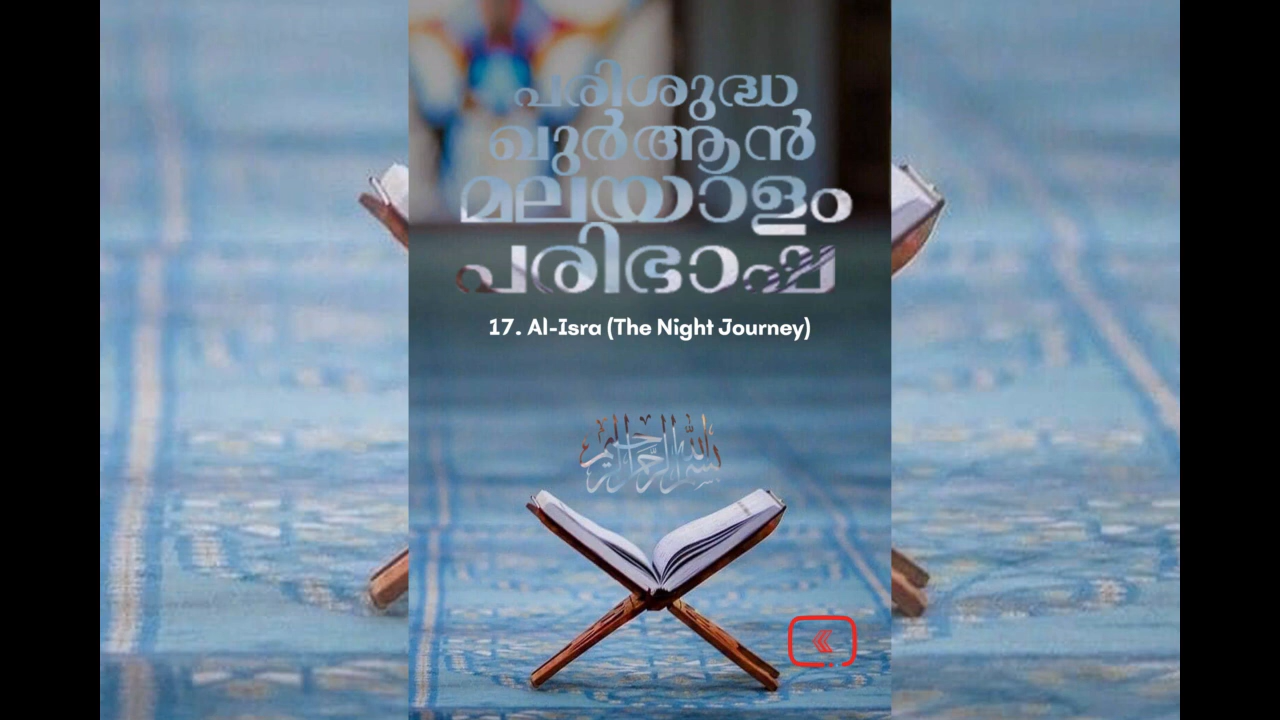 പരിശുദ്ധ
ഖുർആൻ
മലയാളം
പരിഭാഷ
17. Al-Isra (The Night Journey)
بسم الله الرحمن الرحيم